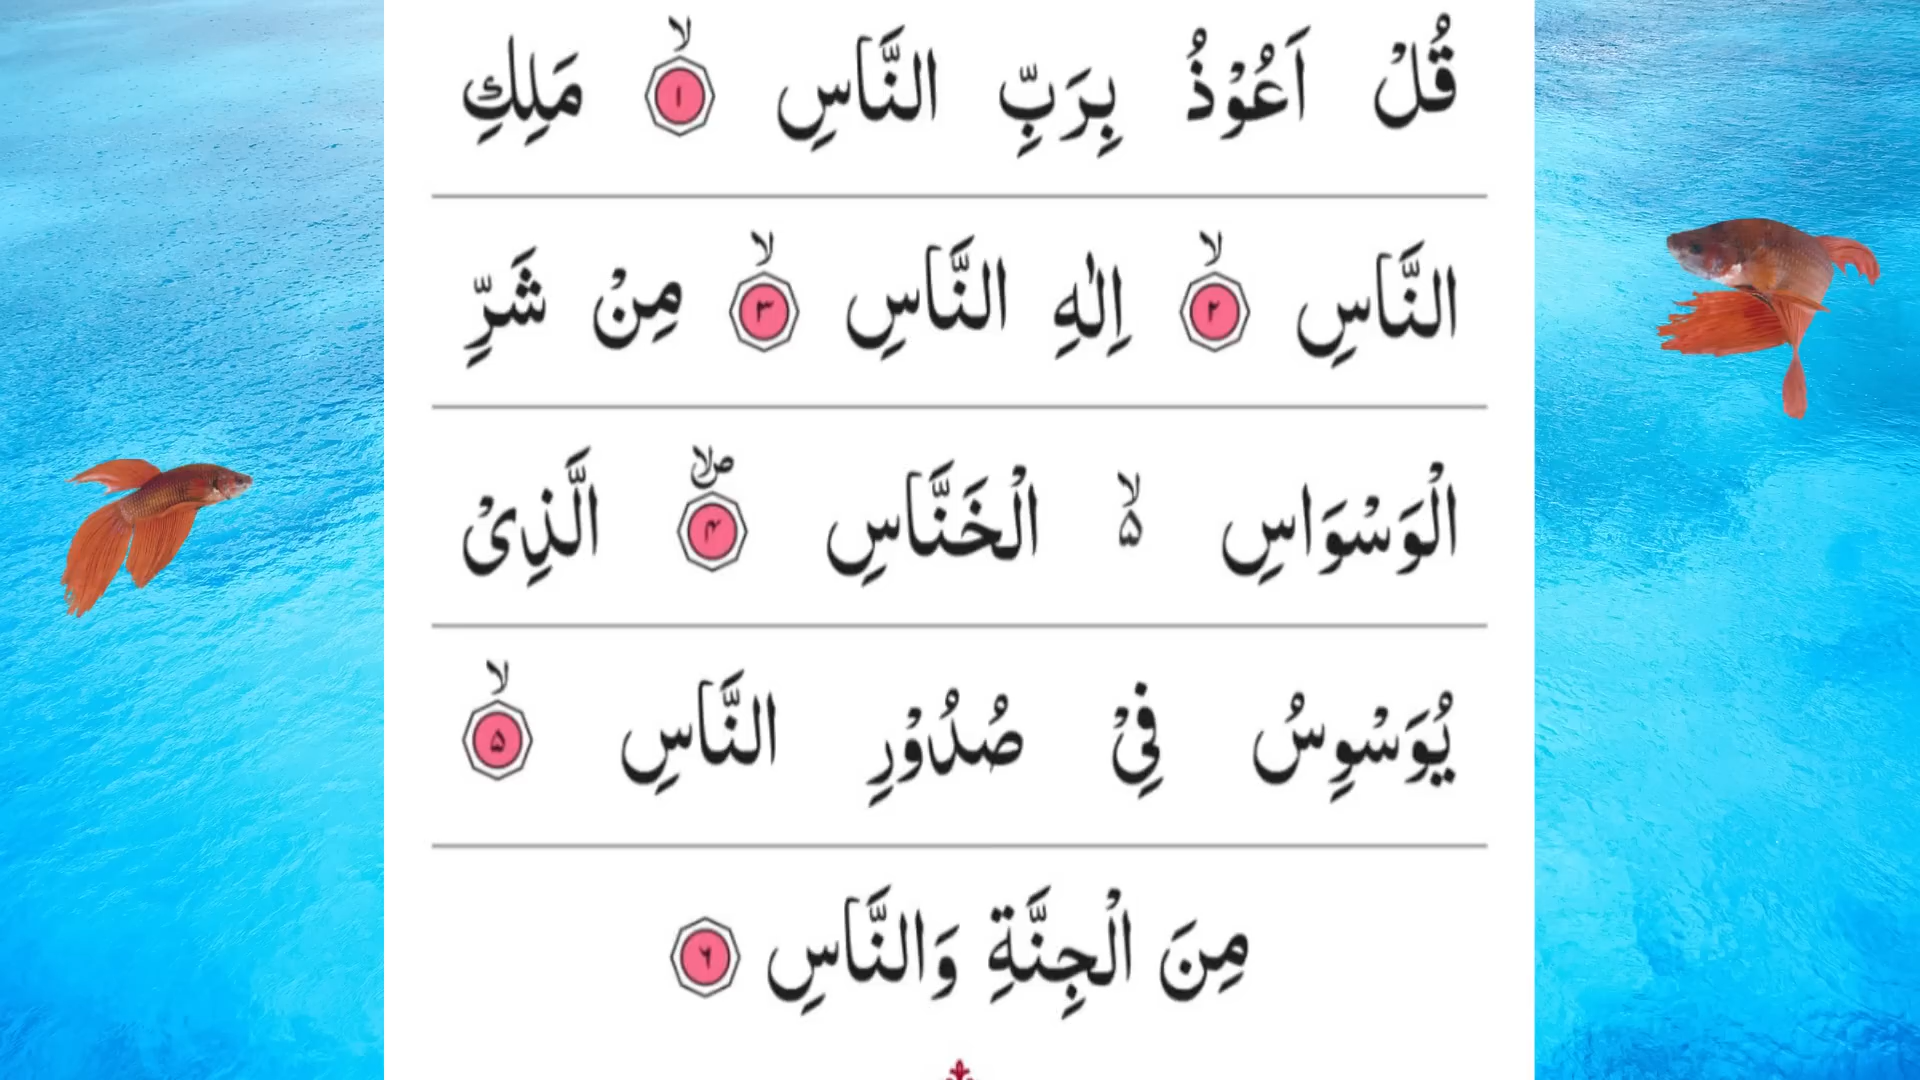 قُلْ اَعُوْذُ بِرَبِّ النَّاسِ ۙ﴿۱﴾ مَلِكِ
النَّاسِ ۙ﴿۲﴾ اِلٰهِ النَّاسِ ۙ﴿۳﴾ مِنْ شَرِّ
الْوَسْوَاسِ ۙ۵ الْخَنَّاسِ ۪ۙ﴿۴﴾ الَّذِیْ
یُوَسْوِسُ فِیْ صُدُوْرِ النَّاسِ ۙ﴿۵﴾
مِنَ الْجِنَّةِ وَالنَّاسِ ﴿۶﴾